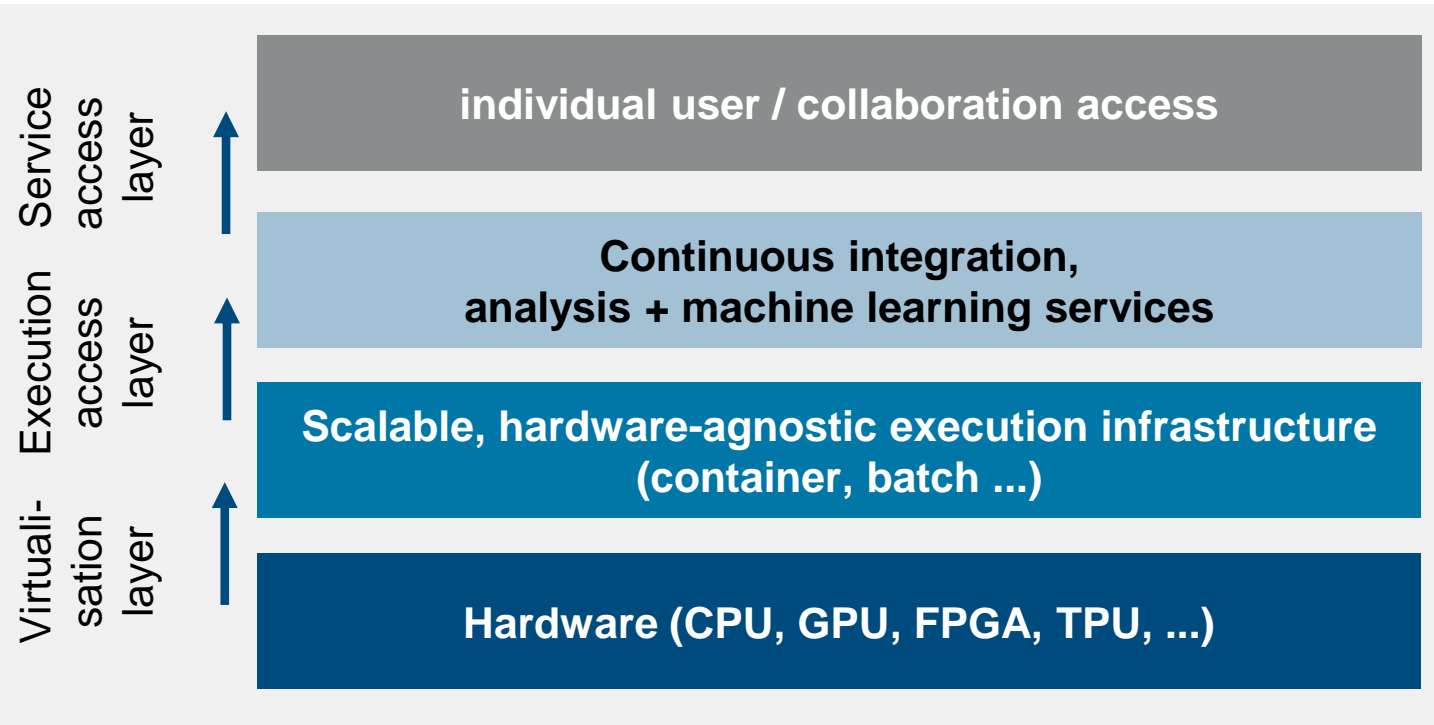 Service
access
layer
individual user / collaboration access
Execution
access
layer
Continuous integration,
analysis + machine learning services
Virtuali-
sation
layer
Scalable, hardware-agnostic execution infrastructure
(container, batch ...)
Hardware (CPU, GPU, FPGA, TPU, ...)